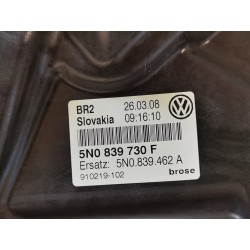 BR2 26.03.08
Slovakia 09:16:10
5N0 839 730 F
Ersatz: 5N0.839.462 A
910219-102 brose